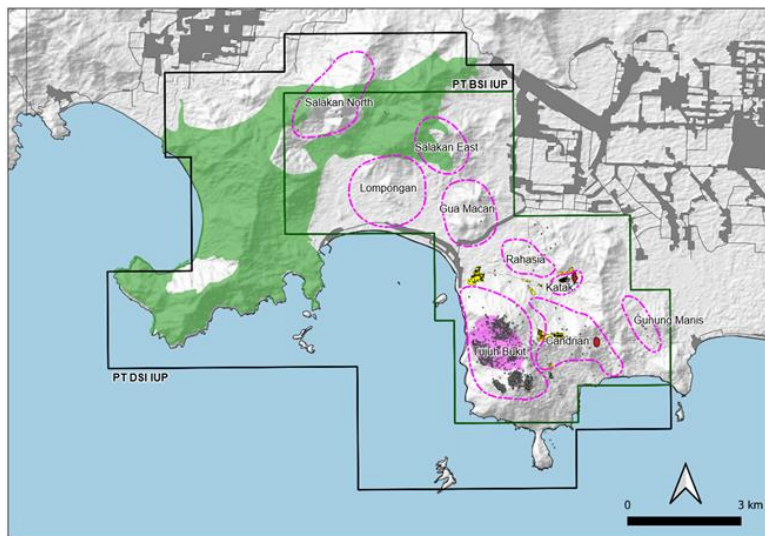 PT BSI IUP
Salakan North
Salakan East
Lompongan
Gua Macan
Rahasia
Katak
Gunung Manis
Candrian
Tujuh Bukit
PT DSI IUP
0 3 km